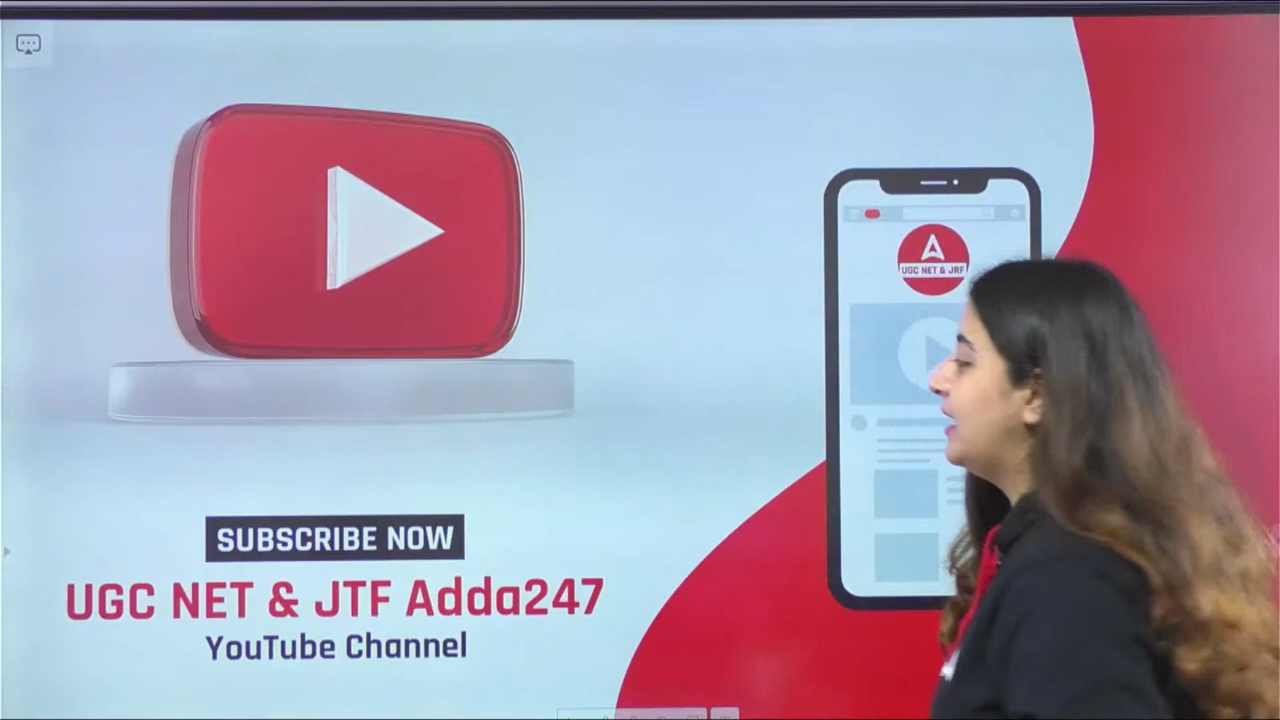 UGC NET & JRF
SUBSCRIBE NOW
UGC NET & JTF Adda247
YouTube Channel